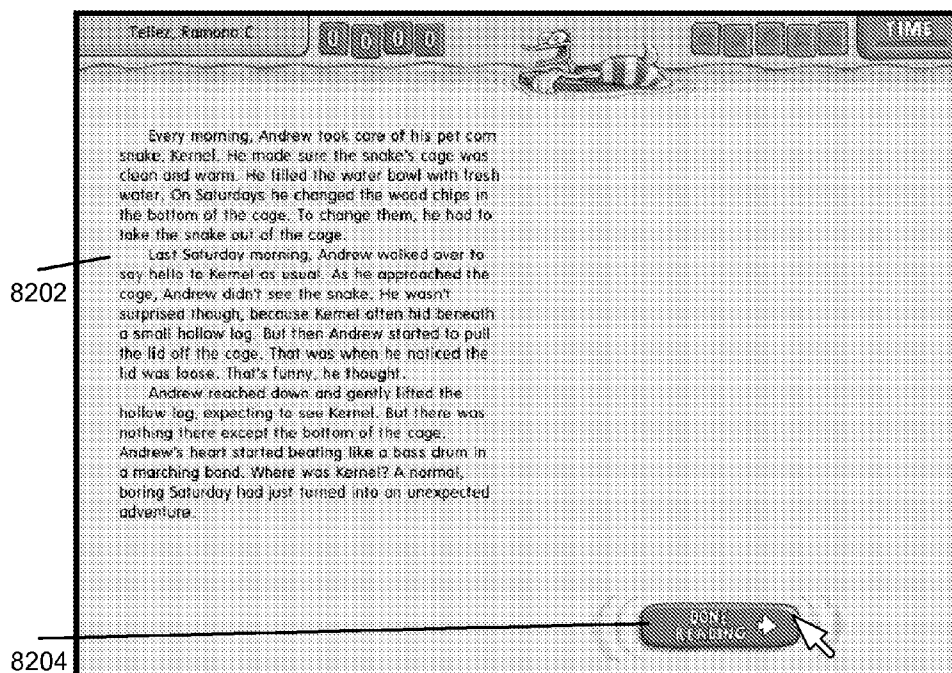 Tellez, Ramona C
0 0 0 0
TIME
Every morning, Andrew took care of his pet corn
snake, Kernel. He made sure the snake's cage was
clean and warm. He filled the water bowl with fresh
water. On Saturdays he changed the wood chips in
the bottom of the cage. To change them, he had to
take the snake out of the cage.
Last Saturday morning, Andrew walked over to
say hello to Kernel as usual. As he approached the
cage, Andrew didn't see the snake. He wasn't
surprised though, because Kernel often hid beneath
a small hollow log. But then Andrew started to pull
the lid off the cage. That was when he noticed the
lid was loose. That's funny, he thought.
Andrew reached down and gently lifted the
hollow log, expecting to see Kernel. But there was
nothing there except the bottom of the cage.
Andrew's heart started beating like a bass drum in
a marching band. Where was Kernel? A normal,
boring Saturday had just turned into an unexpected
adventure.
8202
DONE
READING
8204